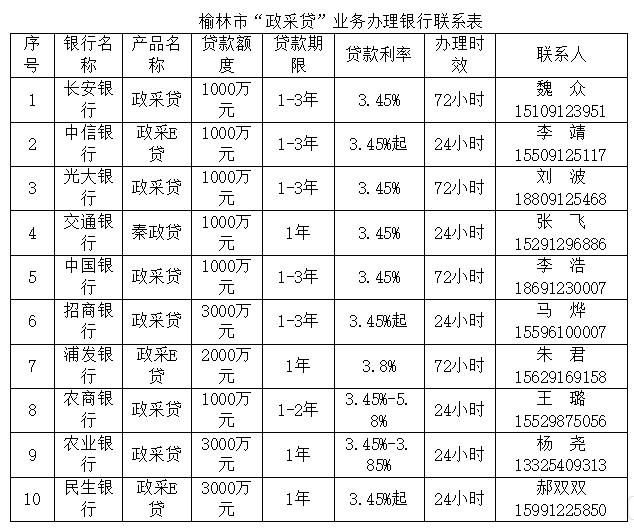 榆林市“政采贷”业务办理银行联系表
序号 银行名称 产品名称 贷款额度 贷款期限 贷款利率 办理时效 联系人
1 长安银行 政采贷 1000万元 1-3年 3.45% 72小时 魏 众 15109123951
2 中信银行 政采E贷 1000万元 1-3年 3.45%起 24小时 李 靖 15509125117
3 光大银行 政采贷 1000万元 1-3年 3.45% 72小时 刘 波 18809125468
4 交通银行 秦政贷 1000万元 1年 3.45% 24小时 张 飞 15291296886
5 中国银行 政采贷 1000万元 1-3年 3.45% 72小时 李 浩 18691230007
6 招商银行 政采贷 3000万元 1-3年 3.45%起 24小时 马 烨 15596100007
7 浦发银行 政采E贷 2000万元 1年 3.8% 72小时 朱 君 15629169158
8 农商银行 政采贷 1000万元 1-2年 3.45%-5.8% 24小时 王 璐 15529875056
9 农业银行 政采贷 3000万元 1年 3.45%-3.85% 24小时 杨 尧 13325409313
10 民生银行 政采E贷 3000万元 1年 3.45%起 24小时 郝双双 15991225850